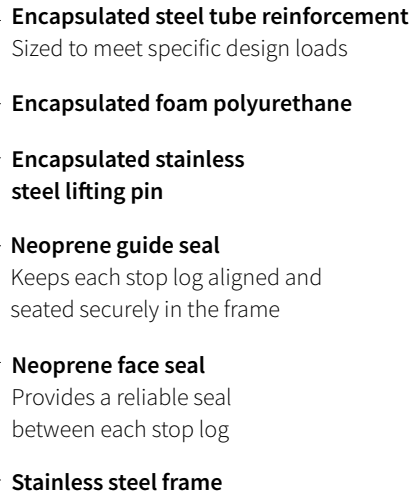 Encapsulated steel tube reinforcement
Sized to meet specific design loads
Encapsulated foam polyurethane
Encapsulated stainless
steel lifting pin
Neoprene guide seal
Keeps each stop log aligned and
seated securely in the frame
Neoprene face seal
Provides a reliable seal
between each stop log
Stainless steel frame